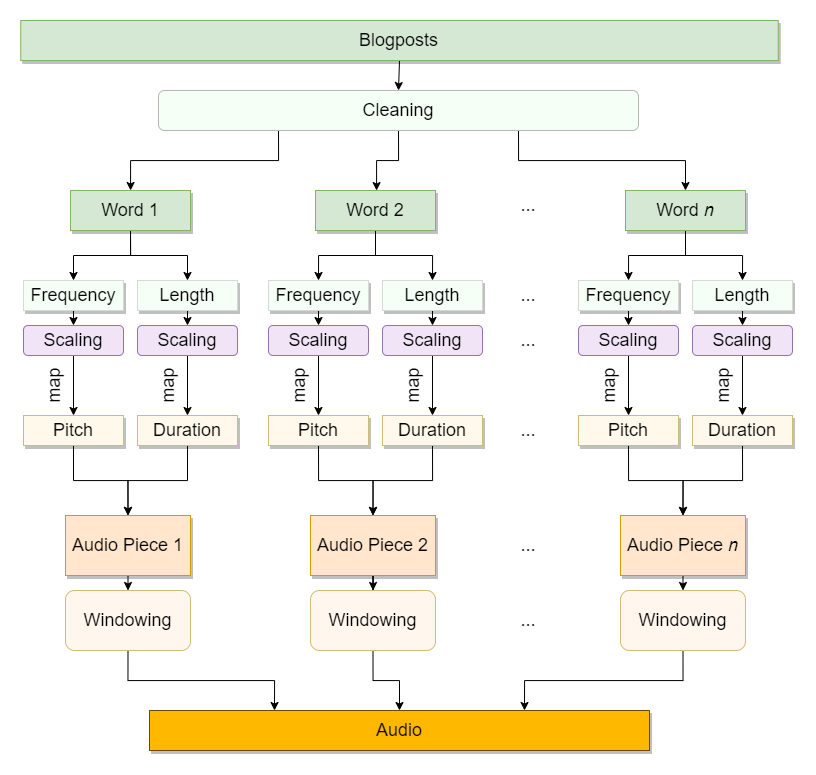 Blogposts
Cleaning
Word 1
Word 2
...
Word n
Frequency
Length
Frequency
Length
...
Frequency
Length
Scaling
Scaling
Scaling
Scaling
...
Scaling
Scaling
map
map
map
map
map
map
Pitch
Duration
Pitch
Duration
...
Pitch
Duration
Audio Piece 1
Audio Piece 2
...
Audio Piece n
Windowing
Windowing
...
Windowing
Audio